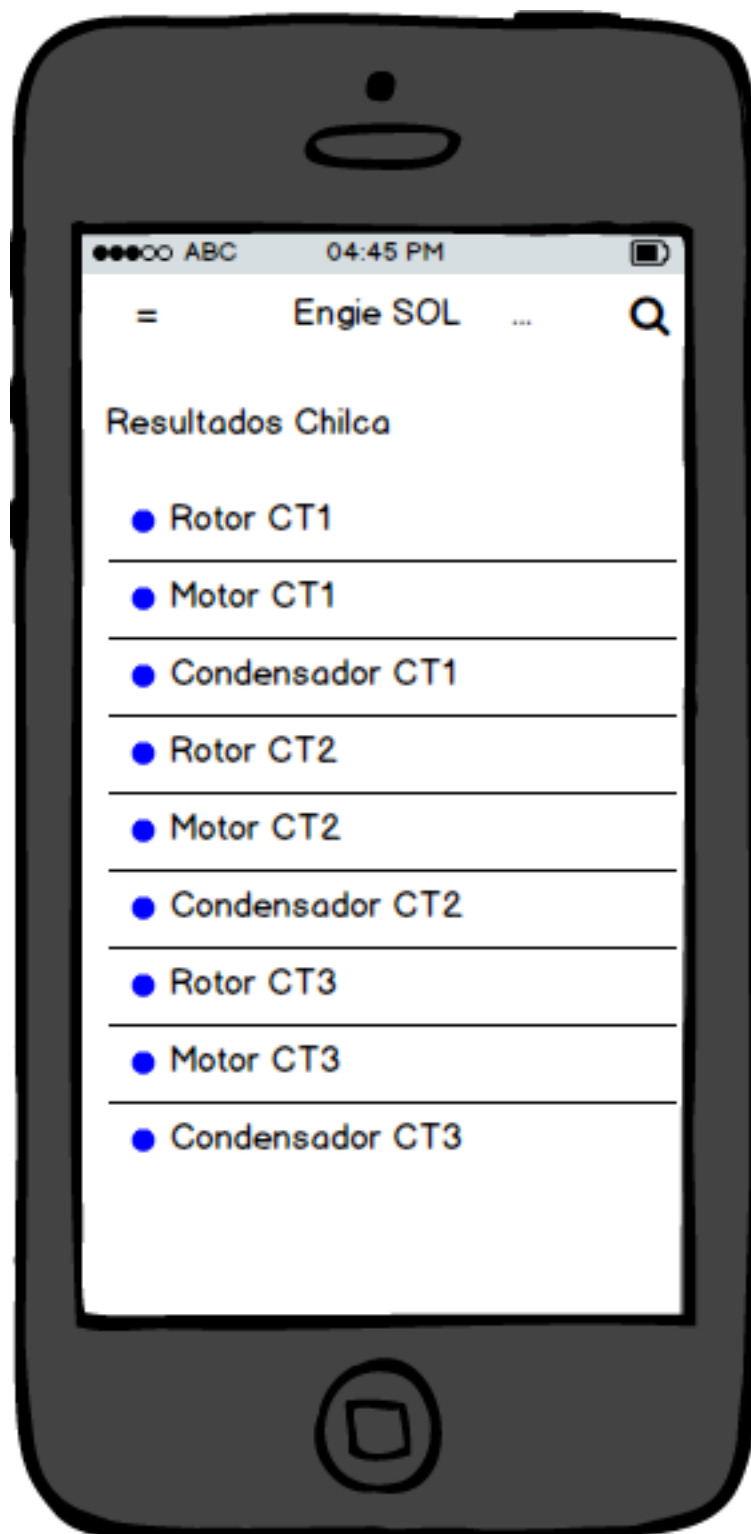 ABC 04:45 PM
= Engie SOL ...
Resultados Chilca
Rotor CT1
Motor CT1
Condensador CT1
Rotor CT2
Motor CT2
Condensador CT2
Rotor CT3
Motor CT3
Condensador CT3